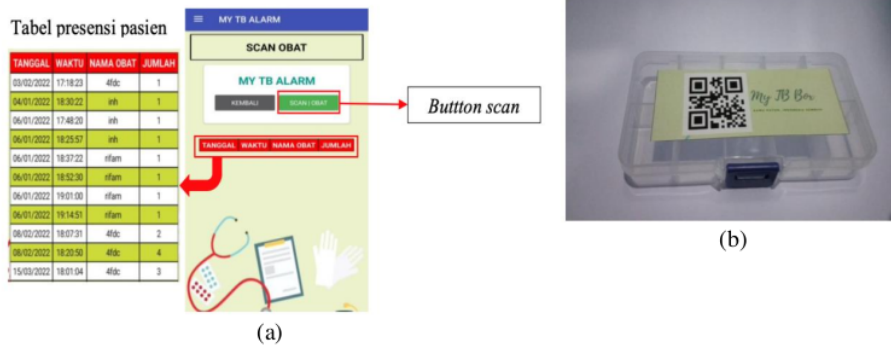 Tabel presensi pasien
TANGGAL WAKTU NAMA OBAT JUMLAH
03/02/2022 17:18:23 4fdc 1
04/01/2022 18:30:22 inh 1
06/01/2022 17:48:20 inh 1
06/01/2022 18:25:57 inh 1
06/01/2022 18:37:22 rifam 1
06/01/2022 18:52:30 rifam 1
06/01/2022 19:01:00 rifam 1
06/01/2022 19:14:51 rifam 1
08/02/2022 18:07:31 4fdc 2
08/02/2022 18:20:50 4fdc 4
15/03/2022 18:01:04 4fdc 3
MY TB ALARM
SCAN OBAT
MY TB ALARM
KEMBALI SCAN OBAT
TANGGAL WAKTU NAMA OBAT JUMLAH
Buttton scan
(a)
My TB Box
(b)